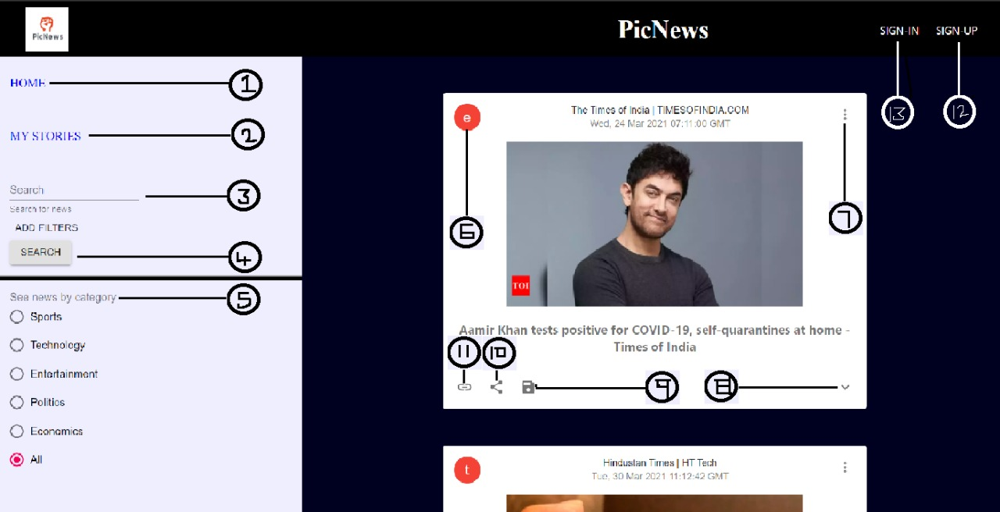 PicNews
PicNews
SIGN-IN SIGN-UP
HOME
1
MY STORIES
2
Search
3
Search for news
ADD FILTERS
SEARCH
4
See news by category
5
Sports
Technology
Entertainment
Politics
Economics
All
13
12
e
The Times of India | TIMESOFINDIA.COM
Wed, 24 Mar 2021 07:11:00 GMT
6
7
TOI
Aamir Khan tests positive for COVID-19, self-quarantines at home -
Times of India
11
10
9
8
t
Hindustan Times | HT Tech
Tue, 30 Mar 2021 11:12:42 GMT